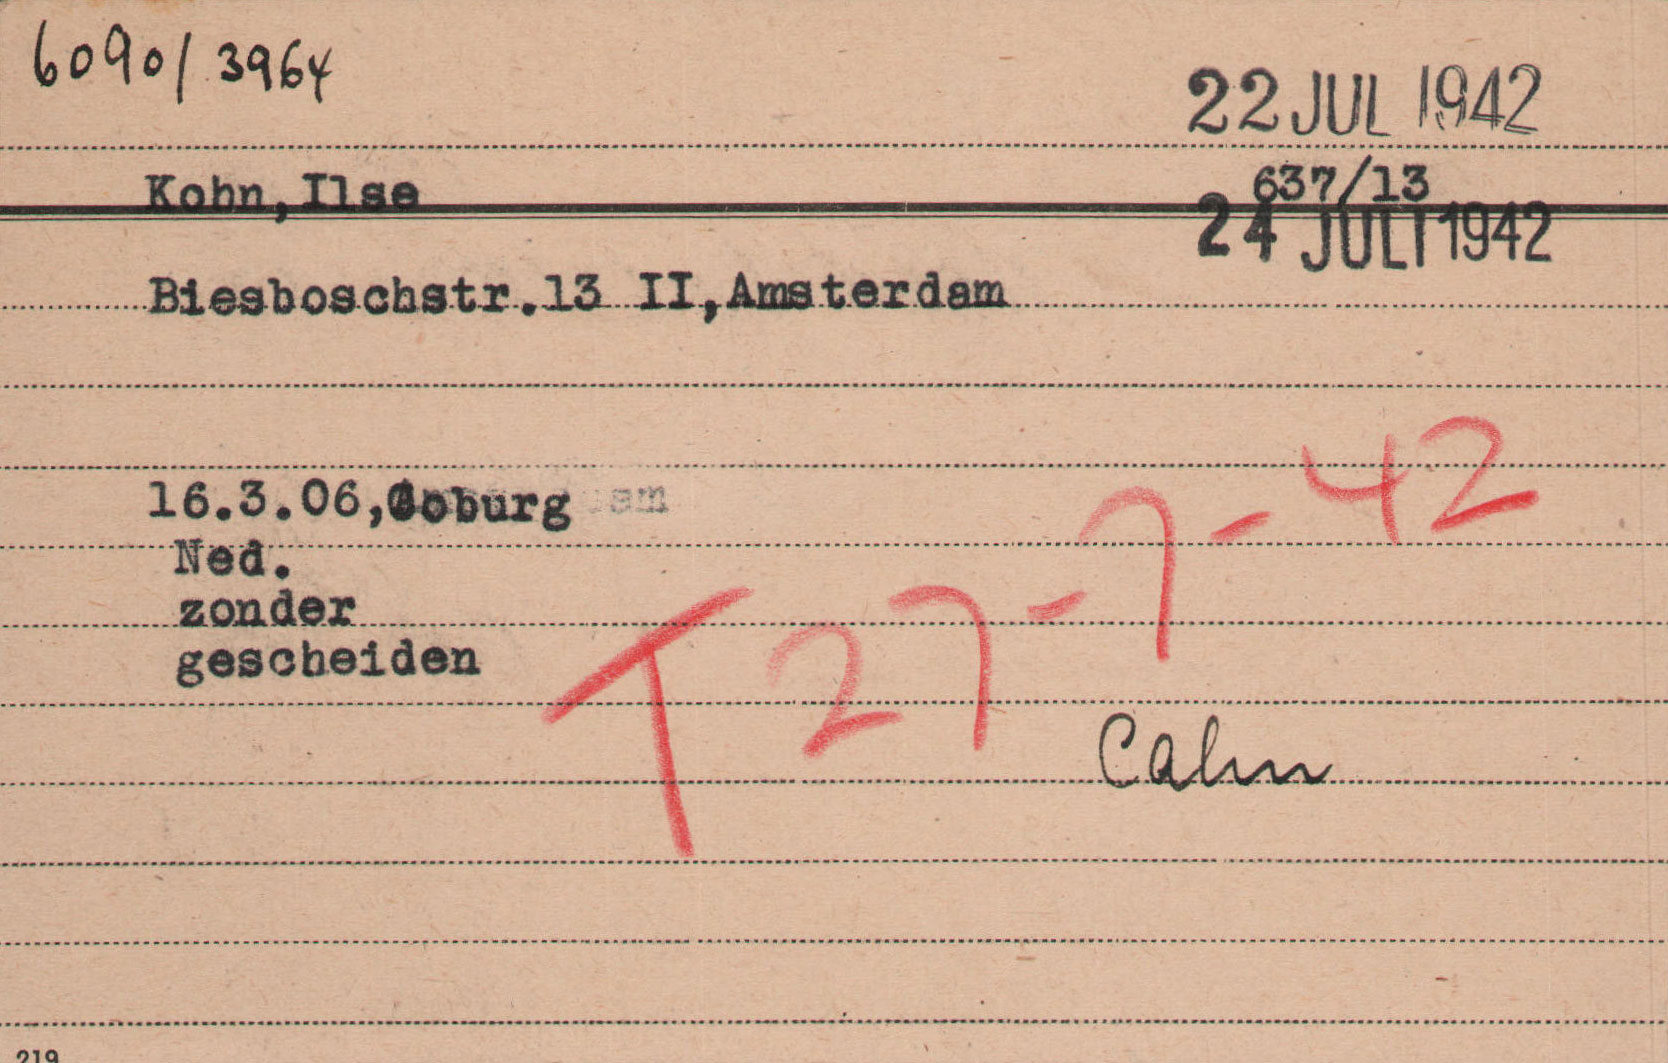 6090/3964
22 JUL 1942
Kohn, Ilse
637/13
24 JULI 1942
Biesboschstr. 13 II, Amsterdam
16.3.06, Coburg
Ned.
zonder
gescheiden
T 27-7-42
Cahn
219